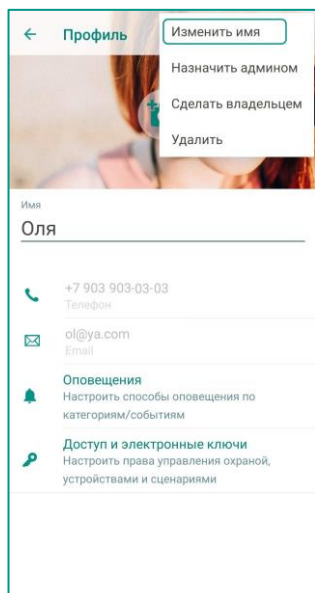 Профиль
Изменить имя
Назначить админом
Сделать владельцем
Удалить
Имя
Оля
+7 903 903-03-03
Телефон
ol@ya.com
Email
Оповещения
Настроить способы оповещения по
категориям/событиям
Доступ и электронные ключи
Настроить права управления охраной,
устройствами и сценариями